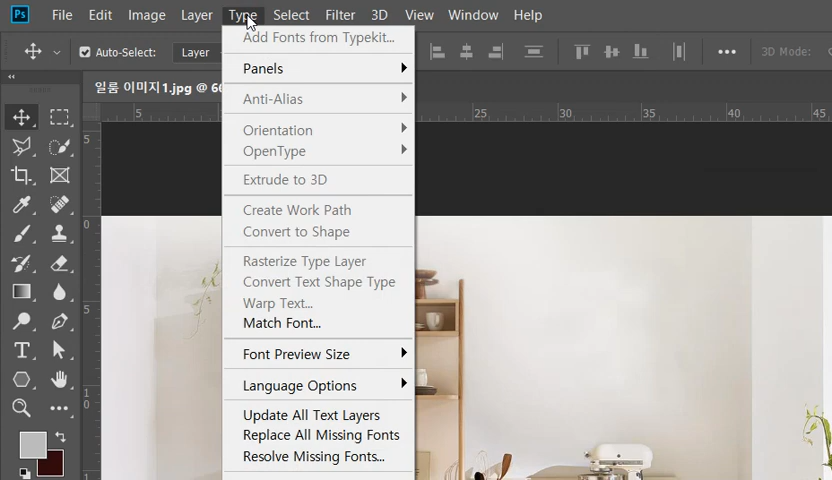 Ps File Edit Image Layer Type Select Filter 3D View Window Help
Auto-Select: Layer 3D Mode:
일룸 이미지1.jpg @ 6
5 25 30 35 40 45
Add Fonts from Typekit...
Panels
Anti-Alias
Orientation
OpenType
Extrude to 3D
Create Work Path
Convert to Shape
Rasterize Type Layer
Convert Text Shape Type
Warp Text...
Match Font...
Font Preview Size
Language Options
Update All Text Layers
Replace All Missing Fonts
Resolve Missing Fonts...
5
0
5
1
0
1